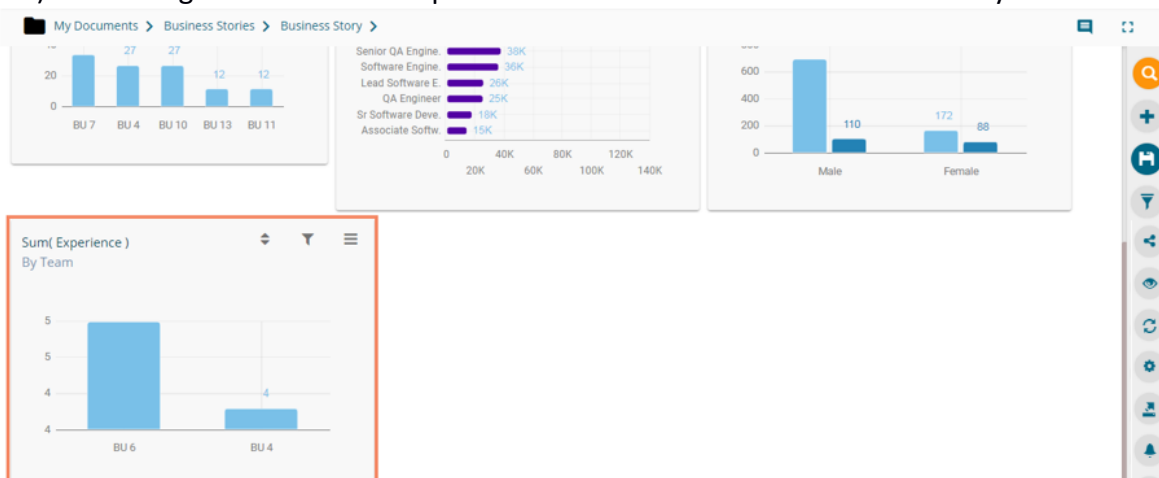 My Documents > Business Stories > Business Story >
27 27 12 12
20
0
BU 7 BU 4 BU 10 BU 13 BU 11
Senior QA Engine. 38K
Software Engine. 36K
Lead Software E. 26K
QA Engineer 25K
Sr Software Deve. 18K
Associate Softw. 15K
0 40K 80K 120K
20K 60K 100K 140K
600
400
200
0
110 172 88
Male Female
Sum( Experience )
By Team
5
5
4
4
4
BU 6 BU 4